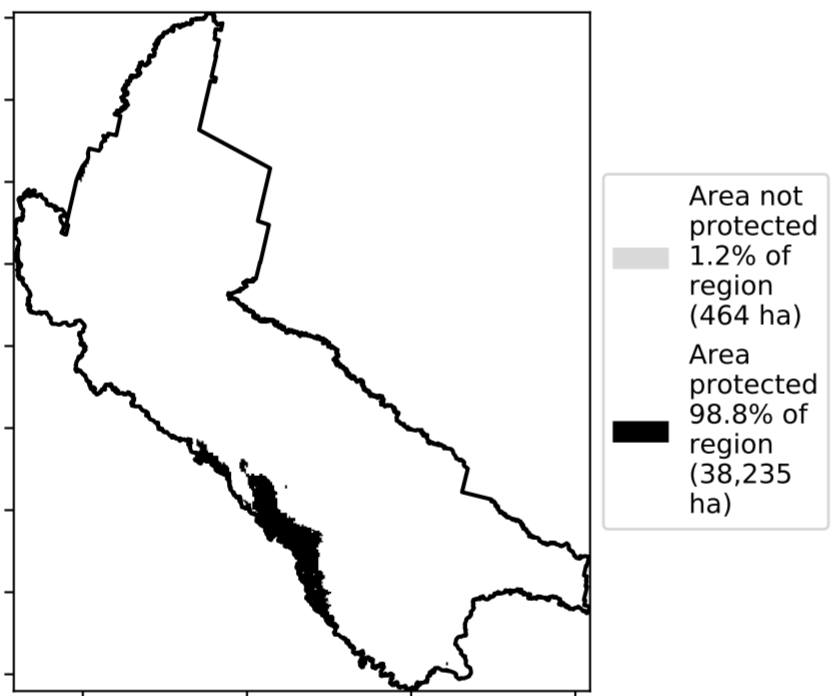 Area not
protected
1.2% of
region
(464 ha)
Area
protected
98.8% of
region
(38,235
ha)